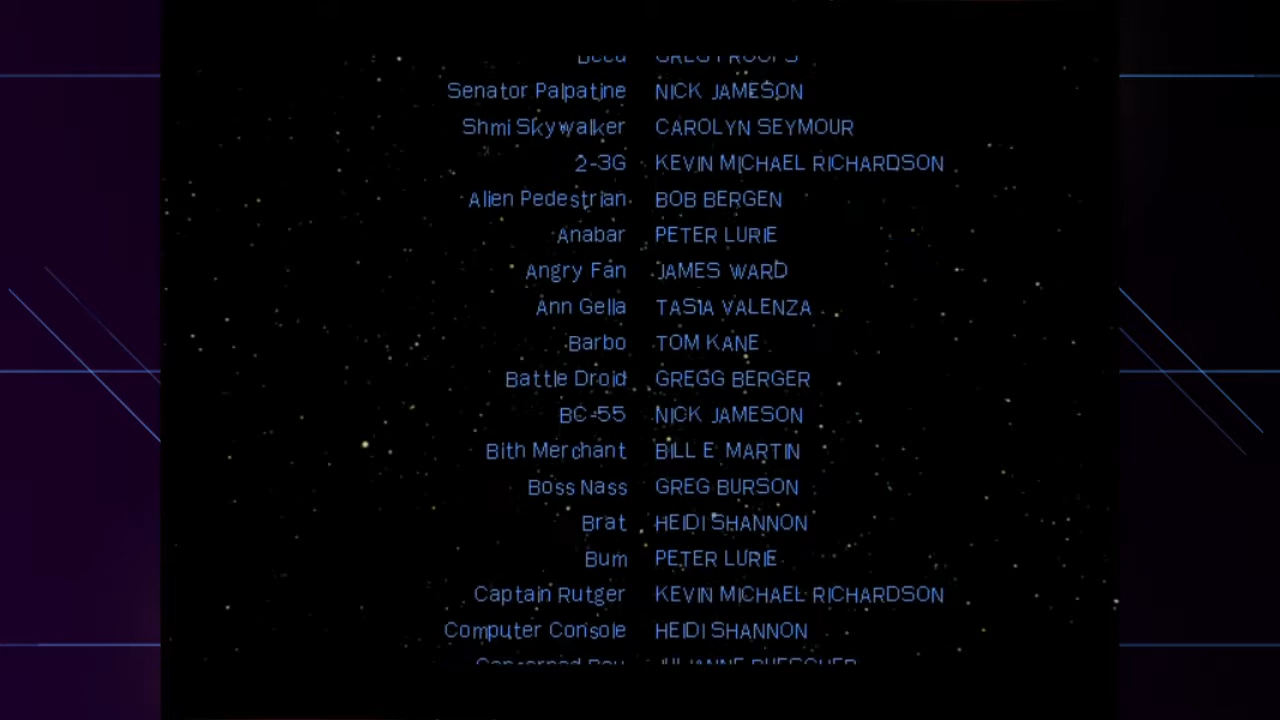 Senator Palpatine NICK JAMESON
Shmi Skywalker CAROLYN SEYMOUR
2-3G KEVIN MICHAEL RICHARDSON
Alien Pedestrian BOB BERGEN
Anabar PETER LURIE
Angry Fan JAMES WARD
Ann Gella TASIA VALENZA
Barbo TOM KANE
Battle Droid GREGG BERGER
BC-55 NICK JAMESON
Bith Merchant BILL E MARTIN
Boss Nass GREG BURSON
Brat HEIDI SHANNON
Bum PETER LURIE
Captain Rutger KEVIN MICHAEL RICHARDSON
Computer Console HEIDI SHANNON